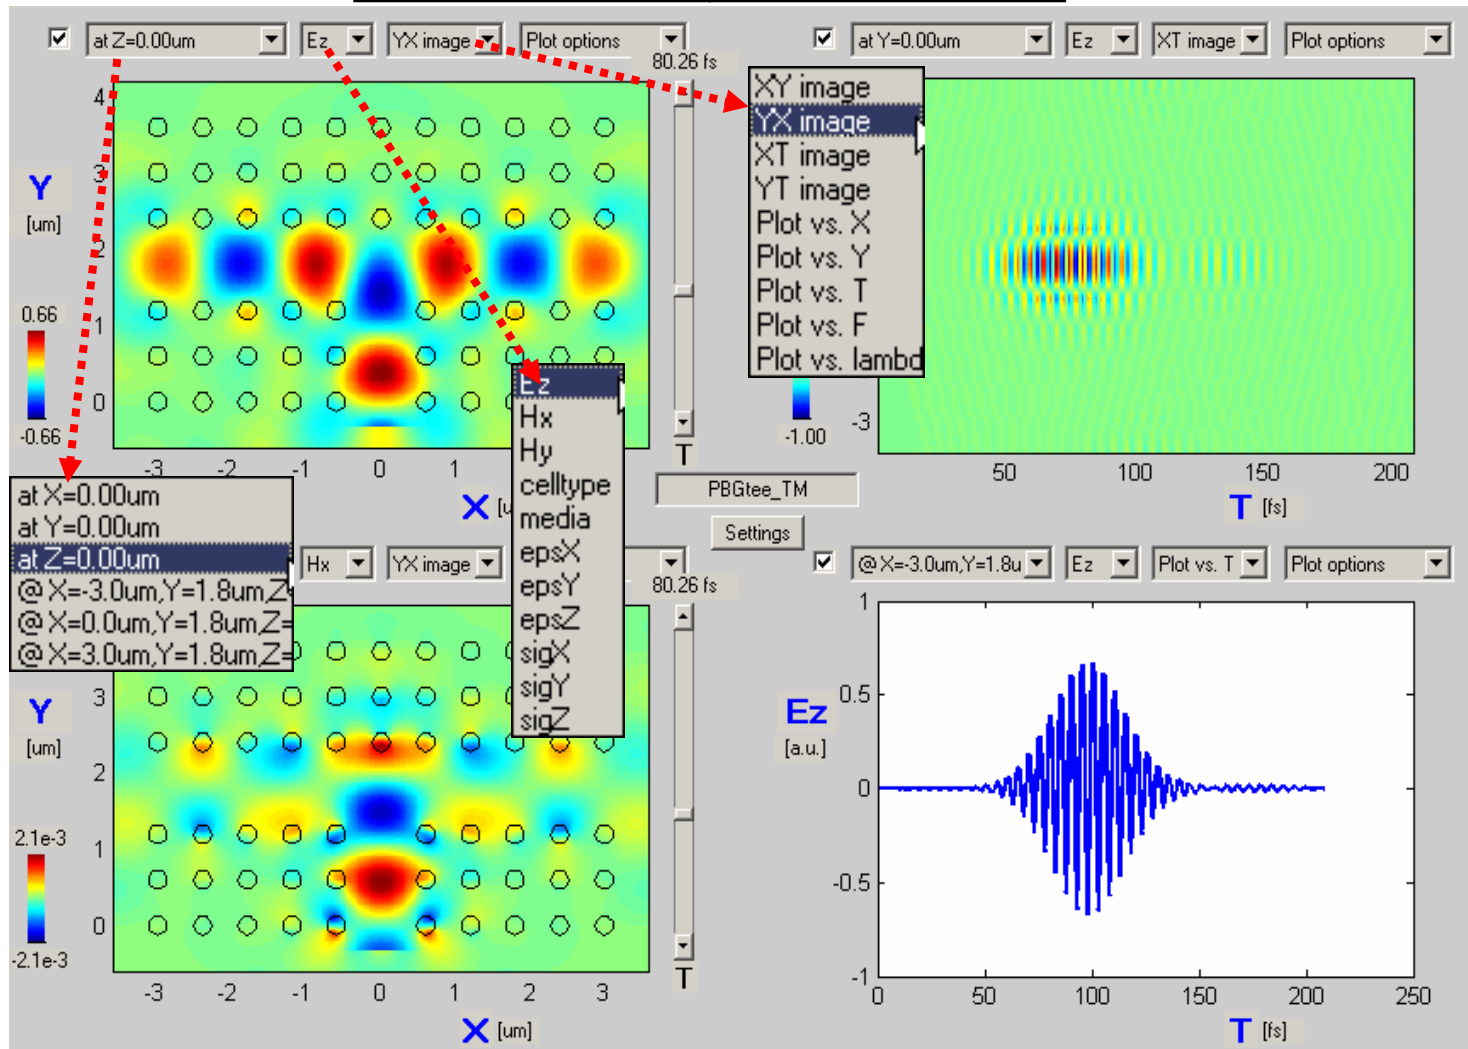 at Z=0.00um Ez YX image Plot options
80.26 fs
at Y=0.00um Ez XT image Plot options
4
3
2
1
0
Y
[um]
0.66
-0.66
-3 -2 -1 0 1
X
T
XY image
YX image
XT image
YT image
Plot vs. X
Plot vs. Y
Plot vs. T
Plot vs. F
Plot vs. lambd
-1.00
-3
50 100 150 200
T [fs]
Ez
Hx
Hy
celltype
media
epsX
epsY
epsZ
sigX
sigY
sigZ
PBGtee_TM
Settings
at X=0.00um
at Y=0.00um
at Z=0.00um
@ X=-3.0um,Y=1.8um,Z
@ X=0.0um,Y=1.8um,Z=
@ X=3.0um,Y=1.8um,Z=
Hx YX image
80.26 fs
3
2
1
0
Y
[um]
2.1e-3
-2.1e-3
-3 -2 -1 0 1 2 3
X [um]
T
@ X=-3.0um,Y=1.8u Ez Plot vs. T Plot options
1
0.5
0
-0.5
-1
Ez
[a.u.]
0 50 100 150 200 250
T [fs]